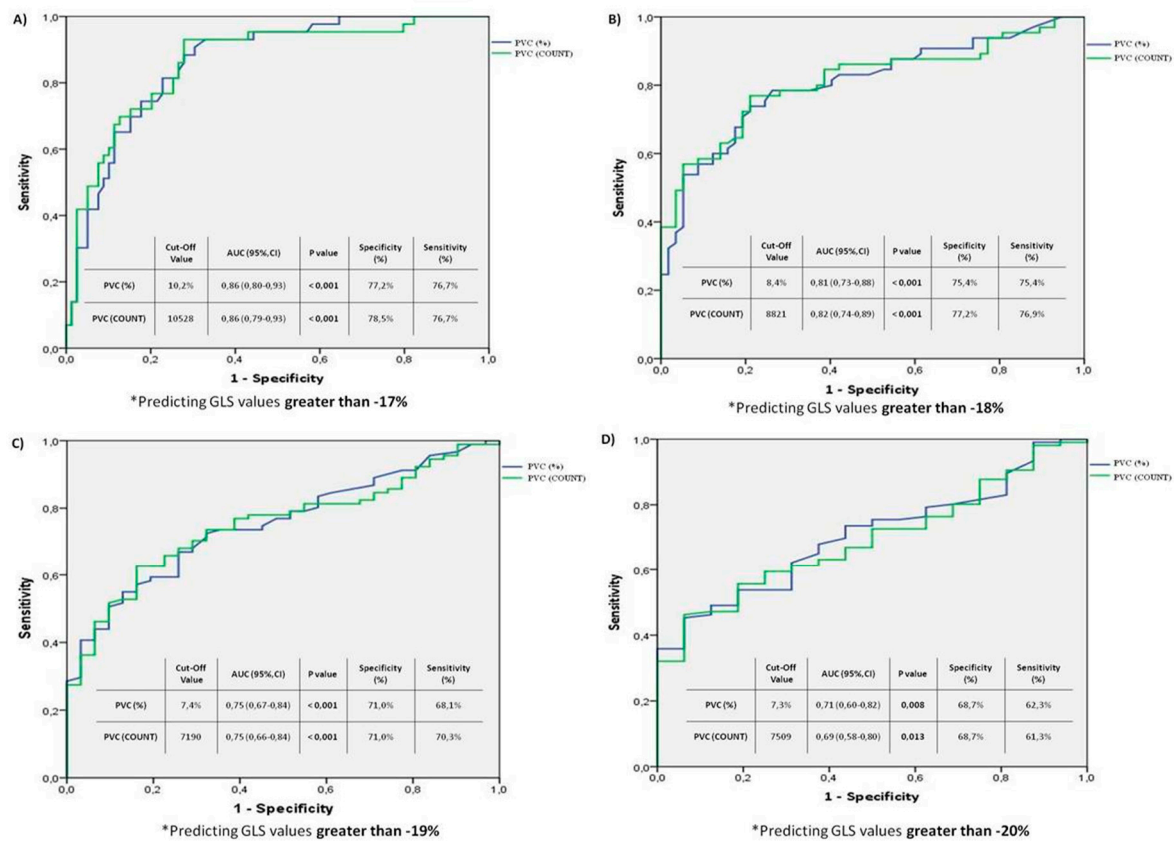 A)
1,0
0,8
0,6
0,4
0,2
0,0
Sensitivity
PVC (%)
PVC (COUNT)
Cut-Off Value AUC (95%,CI) P value Specificity (%) Sensitivity (%)
PVC (%) 10,2% 0,86 (0,80-0,93) <0,001 77,2% 76,7%
PVC (COUNT) 10528 0,86 (0,79-0,93) <0,001 78,5% 76,7%
0,0 0,2 0,4 0,6 0,8 1,0
1 - Specificity
*Predicting GLS values greater than -17%
B)
1,0
0,8
0,6
0,4
0,2
0,0
Sensitivity
PVC (%)
PVC (COUNT)
Cut-Off Value AUC (95%,CI) P value Specificity (%) Sensitivity (%)
PVC (%) 8,4% 0,81 (0,73-0,88) <0,001 75,4% 75,4%
PVC (COUNT) 8821 0,82 (0,74-0,89) <0,001 77,2% 76,9%
0,0 0,2 0,4 0,6 0,8 1,0
1 - Specificity
*Predicting GLS values greater than -18%
C)
1,0
0,8
0,6
0,4
0,2
0,0
Sensitivity
PVC (%)
PVC (COUNT)
Cut-Off Value AUC (95%,CI) P value Specificity (%) Sensitivity (%)
PVC (%) 7,4% 0,75 (0,67-0,84) <0,001 71,0% 68,1%
PVC (COUNT) 7190 0,75 (0,66-0,84) <0,001 71,0% 70,3%
0,0 0,2 0,4 0,6 0,8 1,0
1 - Specificity
*Predicting GLS values greater than -19%
D)
1,0
0,8
0,6
0,4
0,2
0,0
Sensitivity
PVC (%)
PVC (COUNT)
Cut-Off Value AUC (95%,CI) P value Specificity (%) Sensitivity (%)
PVC (%) 7,3% 0,71 (0,60-0,82) 0,008 68,7% 62,3%
PVC (COUNT) 7509 0,69 (0,58-0,80) 0,013 68,7% 61,3%
0,0 0,2 0,4 0,6 0,8 1,0
1 - Specificity
*Predicting GLS values greater than -20%